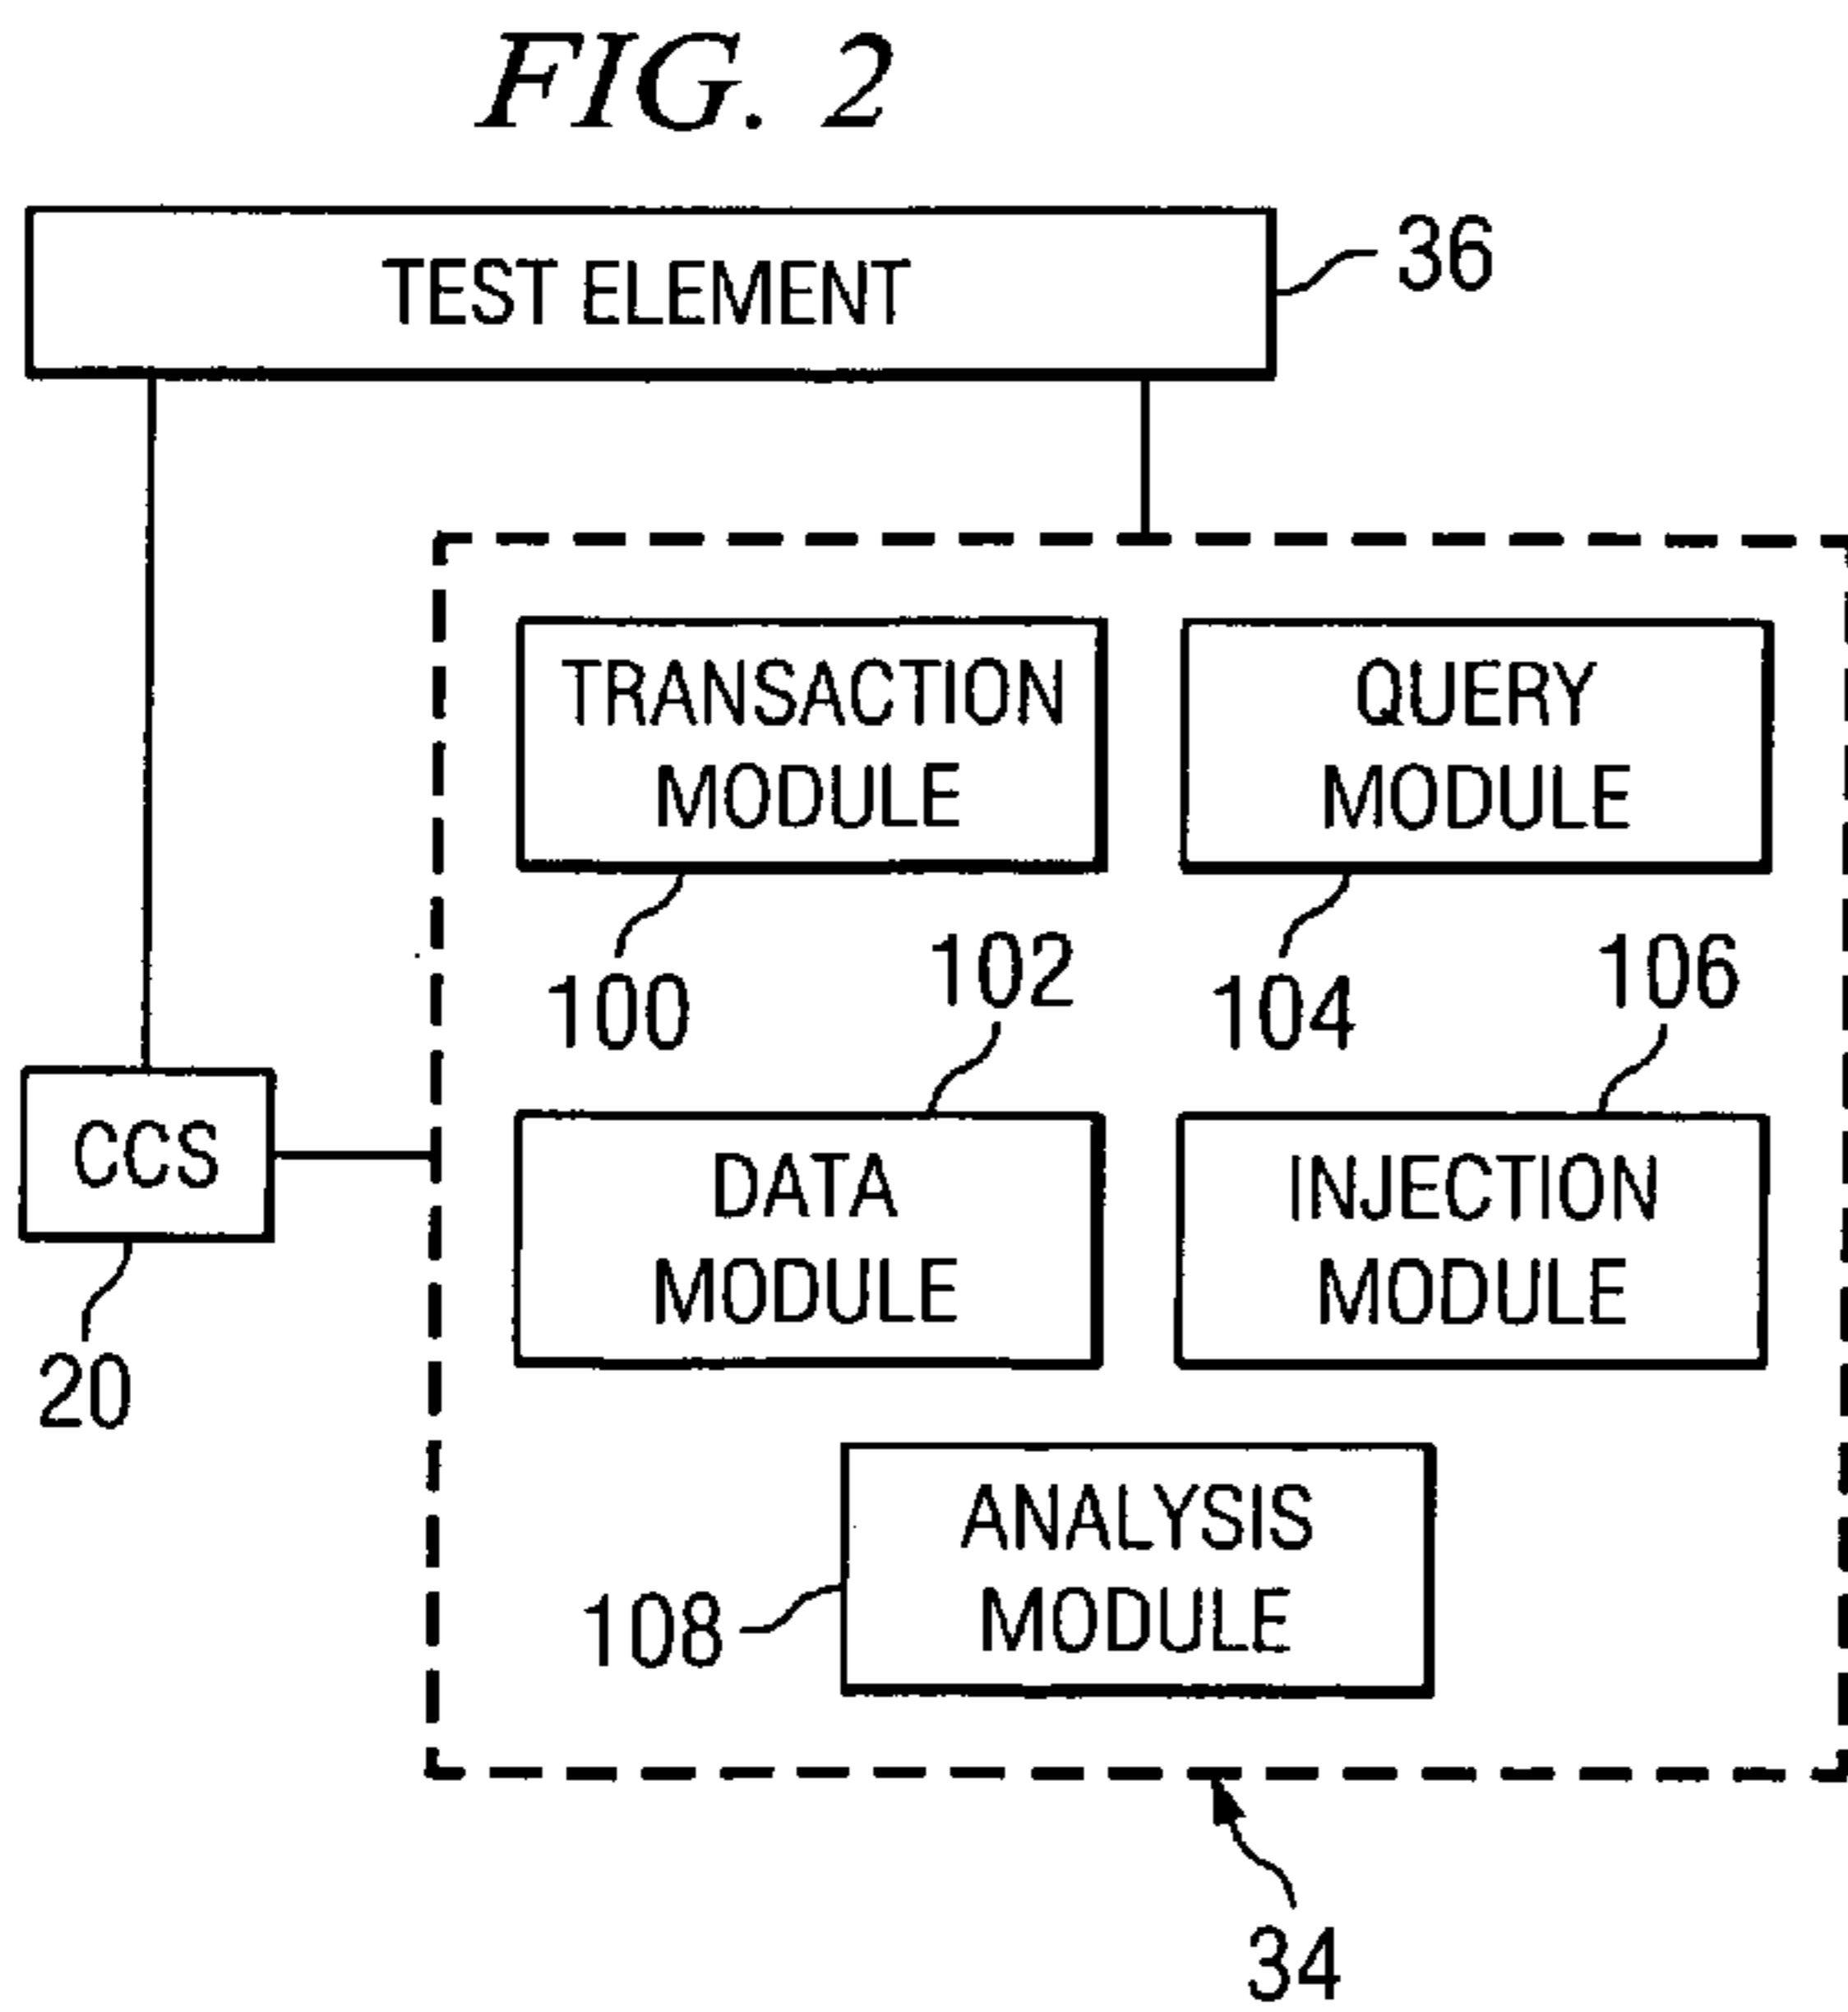 FIG. 2
TEST ELEMENT
36
TRANSACTION
MODULE
100
QUERY
MODULE
104
CCS
20
102
DATA
MODULE
106
INJECTION
MODULE
ANALYSIS
MODULE
108
34